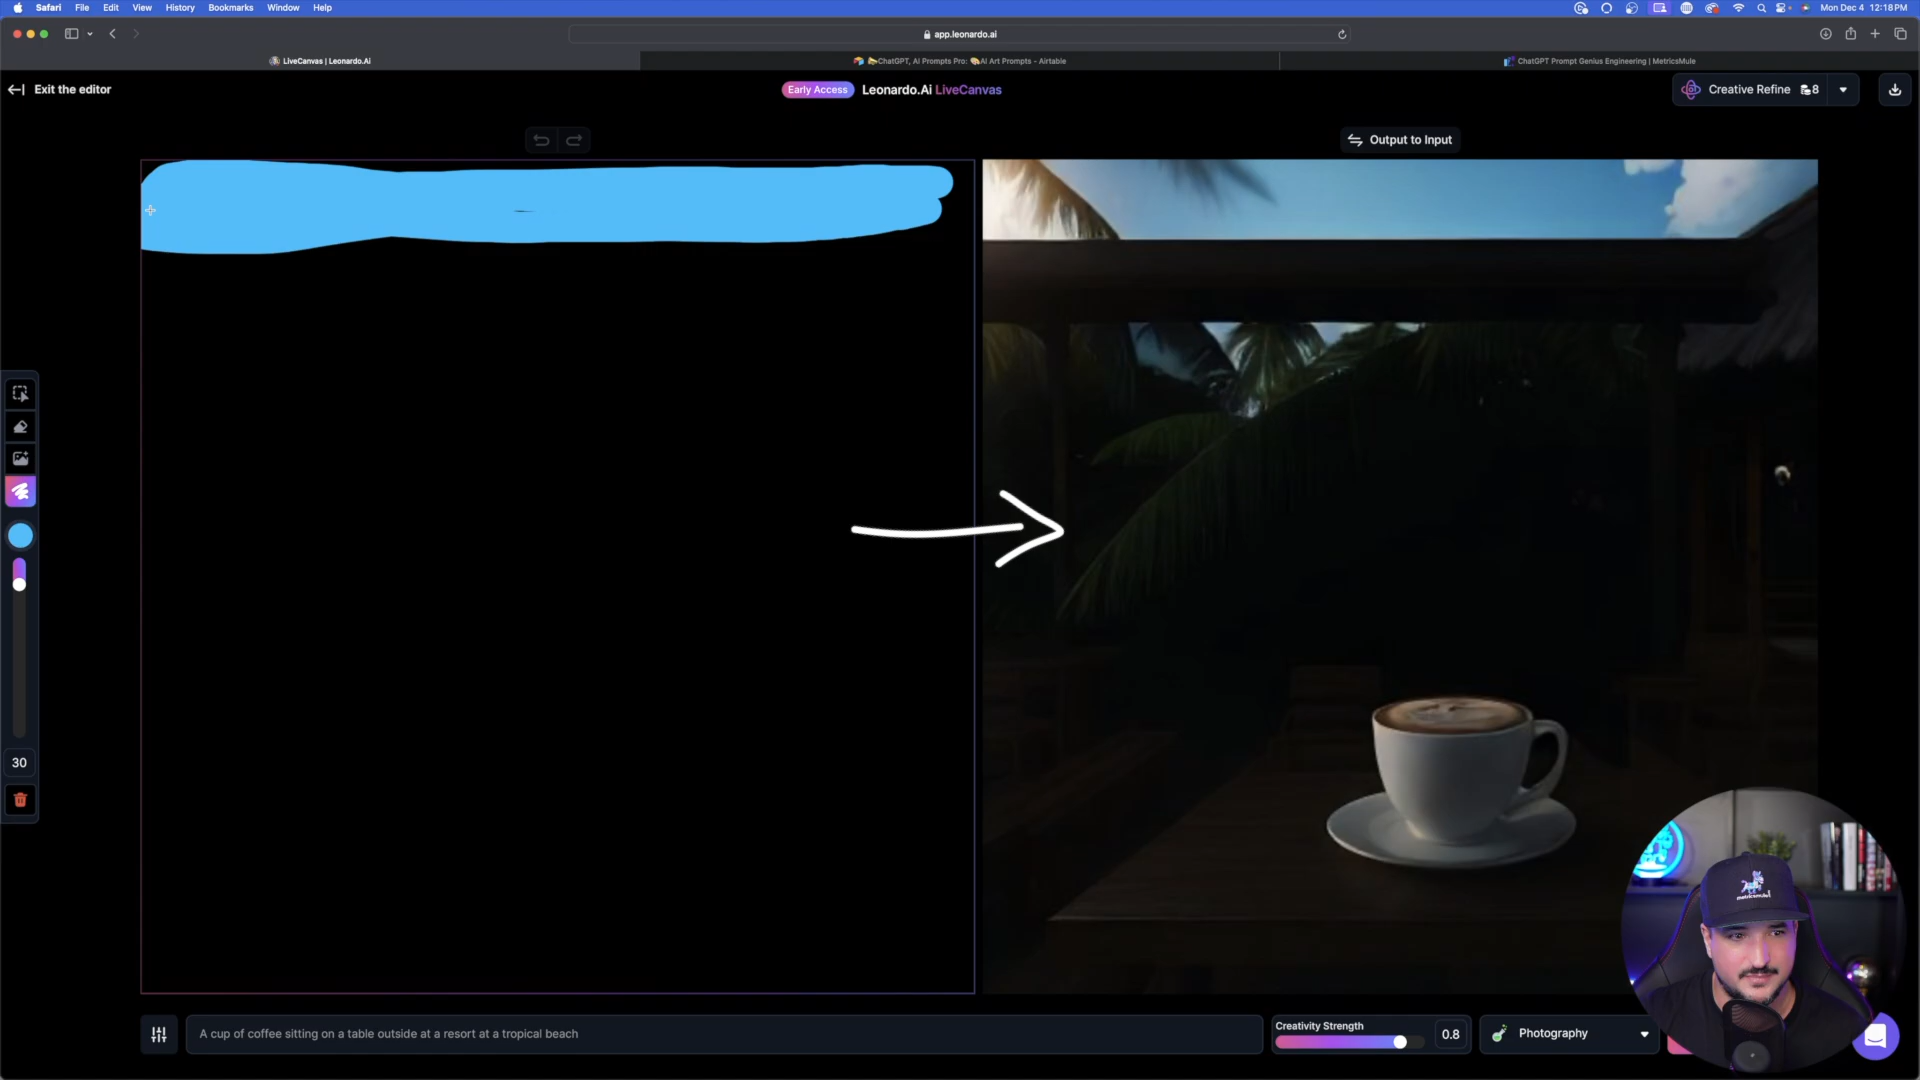 Safari File Edit View History Bookmarks Window Help Mon Dec 4 12:18 PM
app.leonardo.ai
LiveCanvas | Leonardo.Ai
ChatGPT, AI Prompts Pro: AI Art Prompts - Airtable
ChatGPT Prompt Genius Engineering | MetricsMule
Exit the editor
Early Access Leonardo.Ai LiveCanvas
Creative Refine 8
Output to Input
30
metricsmule
A cup of coffee sitting on a table outside at a resort at a tropical beach
Creativity Strength
0.8
Photography